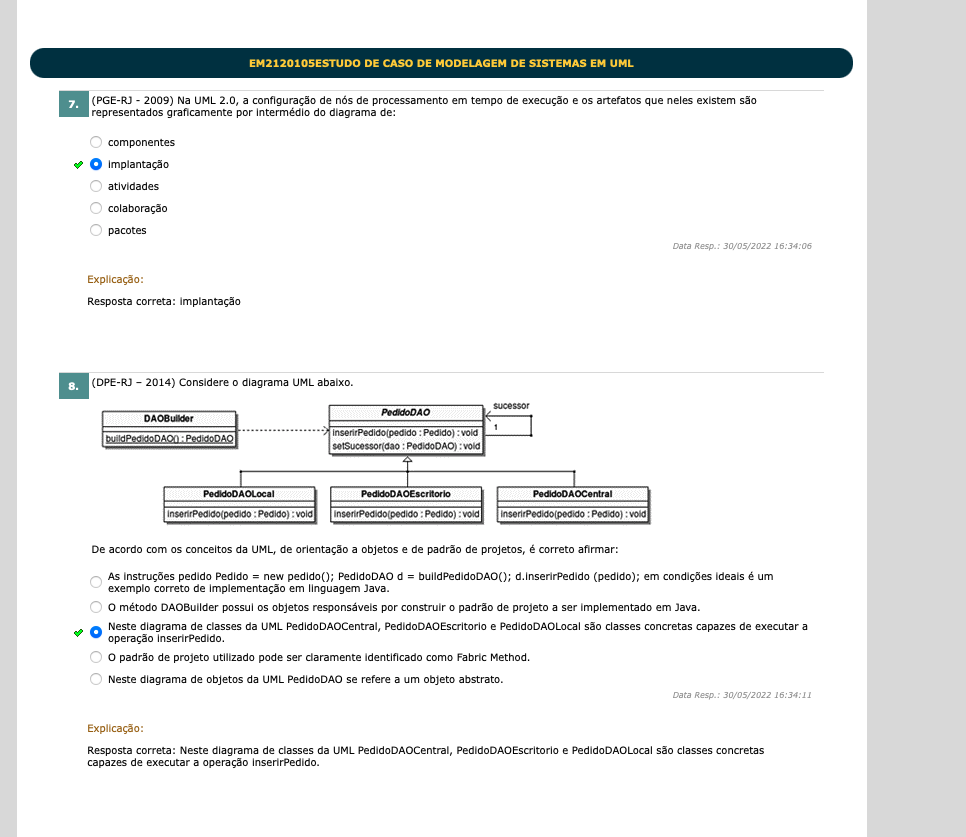 EM2120105ESTUDO DE CASO DE MODELAGEM DE SISTEMAS EM UML
7.
(PGE-RJ - 2009) Na UML 2.0, a configuração de nós de processamento em tempo de execução e os artefatos que neles existem são
representados graficamente por intermédio do diagrama de:
componentes
implantação
atividades
colaboração
pacotes
Data Resp.: 30/05/2022 16:34:06
Explicação:
Resposta correta: implantação
8.
(DPE-RJ – 2014) Considere o diagrama UML abaixo.
DAOBuilder
buildPedidoDAO() : PedidoDAO
PedidoDAO
inserirPedido(pedido : Pedido) : void
setSucessor(dao : PedidoDAO) : void
sucessor
1
PedidoDAOLocal
inserirPedido(pedido : Pedido) : void
PedidoDAOEscritorio
inserirPedido(pedido : Pedido) : void
PedidoDAOCentral
inserirPedido(pedido : Pedido) : void
De acordo com os conceitos da UML, de orientação a objetos e de padrão de projetos, é correto afirmar:
As instruções pedido Pedido = new pedido(); PedidoDAO d = buildPedidoDAO(); d.inserirPedido (pedido); em condições ideais é um
exemplo correto de implementação em linguagem Java.
O método DAOBuilder possui os objetos responsáveis por construir o padrão de projeto a ser implementado em Java.
Neste diagrama de classes da UML PedidoDAOCentral, PedidoDAOEscritorio e PedidoDAOLocal são classes concretas capazes de executar a
operação inserirPedido.
O padrão de projeto utilizado pode ser claramente identificado como Fabric Method.
Neste diagrama de objetos da UML PedidoDAO se refere a um objeto abstrato.
Data Resp.: 30/05/2022 16:34:11
Explicação:
Resposta correta: Neste diagrama de classes da UML PedidoDAOCentral, PedidoDAOEscritorio e PedidoDAOLocal são classes concretas
capazes de executar a operação inserirPedido.